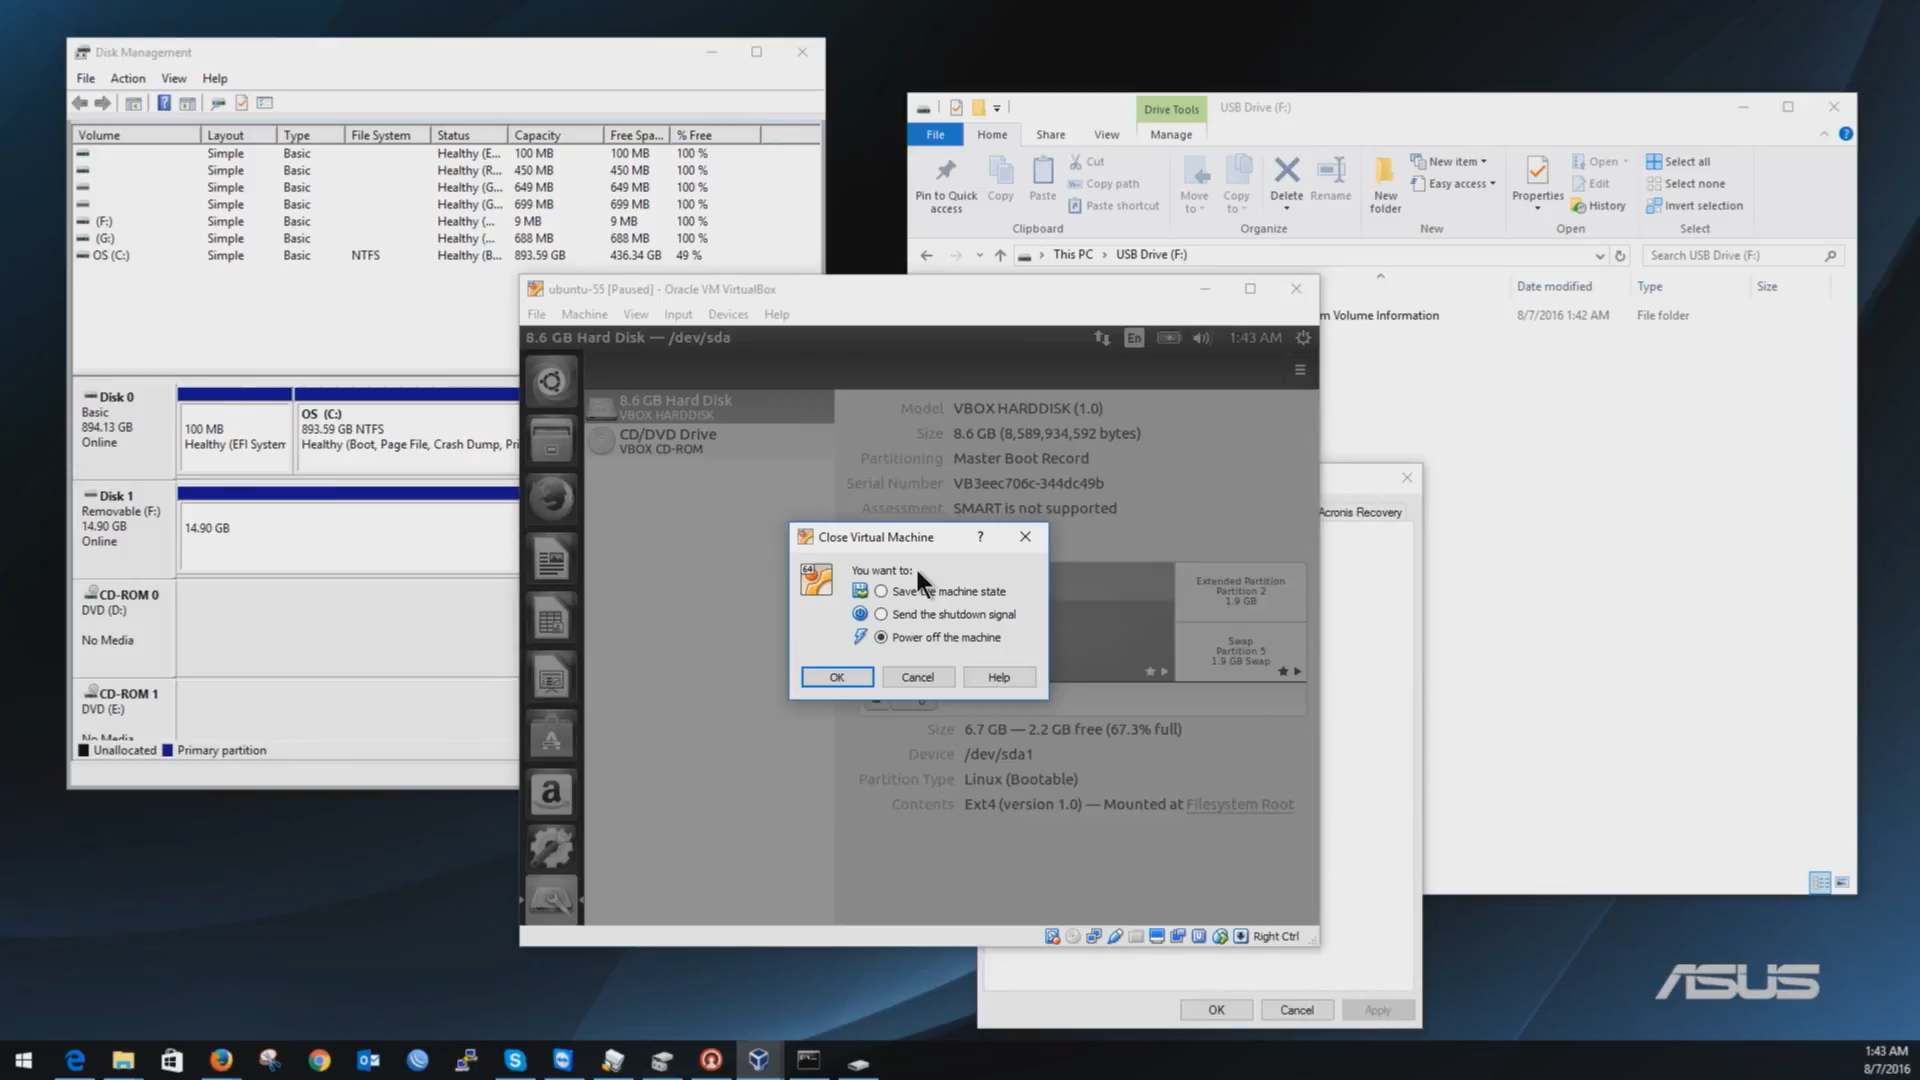 Disk Management
File Action View Help
Volume Layout Type File System Status Capacity Free Spa... % Free
Simple Basic Healthy (E... 100 MB 100 MB 100 %
Simple Basic Healthy (R... 450 MB 450 MB 100 %
Simple Basic Healthy (G... 649 MB 649 MB 100 %
Simple Basic Healthy (G... 699 MB 699 MB 100 %
(F:) Simple Basic Healthy (... 9 MB 9 MB 100 %
(G:) Simple Basic Healthy (... 688 MB 688 MB 100 %
OS (C:) Simple Basic NTFS Healthy (B... 893.59 GB 436.34 GB 49 %
Disk 0
Basic
894.13 GB
Online
100 MB
Healthy (EFI System
OS (C:)
893.59 GB NTFS
Healthy (Boot, Page File, Crash Dump, Pri
Disk 1
Removable (F:)
14.90 GB
Online
14.90 GB
CD-ROM 0
DVD (D:)
No Media
CD-ROM 1
DVD (E:)
No Media
Unallocated Primary partition
Drive Tools USB Drive (F:)
File Home Share View Manage
Pin to Quick access
Copy
Paste
Cut
Copy path
Paste shortcut
Clipboard
Move to
Copy to
Delete
Rename
Organize
New folder
New item
Easy access
New
Properties
Open
Edit
History
Open
Select all
Select none
Invert selection
Select
This PC > USB Drive (F:)
Search USB Drive (F:)
Date modified Type Size
m Volume Information 8/7/2016 1:42 AM File folder
ubuntu-55 [Paused] - Oracle VM VirtualBox
File Machine View Input Devices Help
8.6 GB Hard Disk — /dev/sda
En 1:43 AM
8.6 GB Hard Disk
VBOX HARDDISK
CD/DVD Drive
VBOX CD-ROM
Model VBOX HARDDISK (1.0)
Size 8.6 GB (8,589,934,592 bytes)
Partitioning Master Boot Record
Serial Number VB3eec706c-344dc49b
Assessment SMART is not supported
Extended Partition
Partition 2
1.9 GB
Swap
Partition 5
1.9 GB Swap
Size 6.7 GB — 2.2 GB free (67.3% full)
Device /dev/sda1
Partition Type Linux (Bootable)
Contents Ext4 (version 1.0) — Mounted at Filesystem Root
Right Ctrl
Close Virtual Machine
?
64
You want to:
Save the machine state
Send the shutdown signal
Power off the machine
OK Cancel Help
Acronis Recovery
OK Cancel Apply
a
ASUS
1:43 AM
8/7/2016